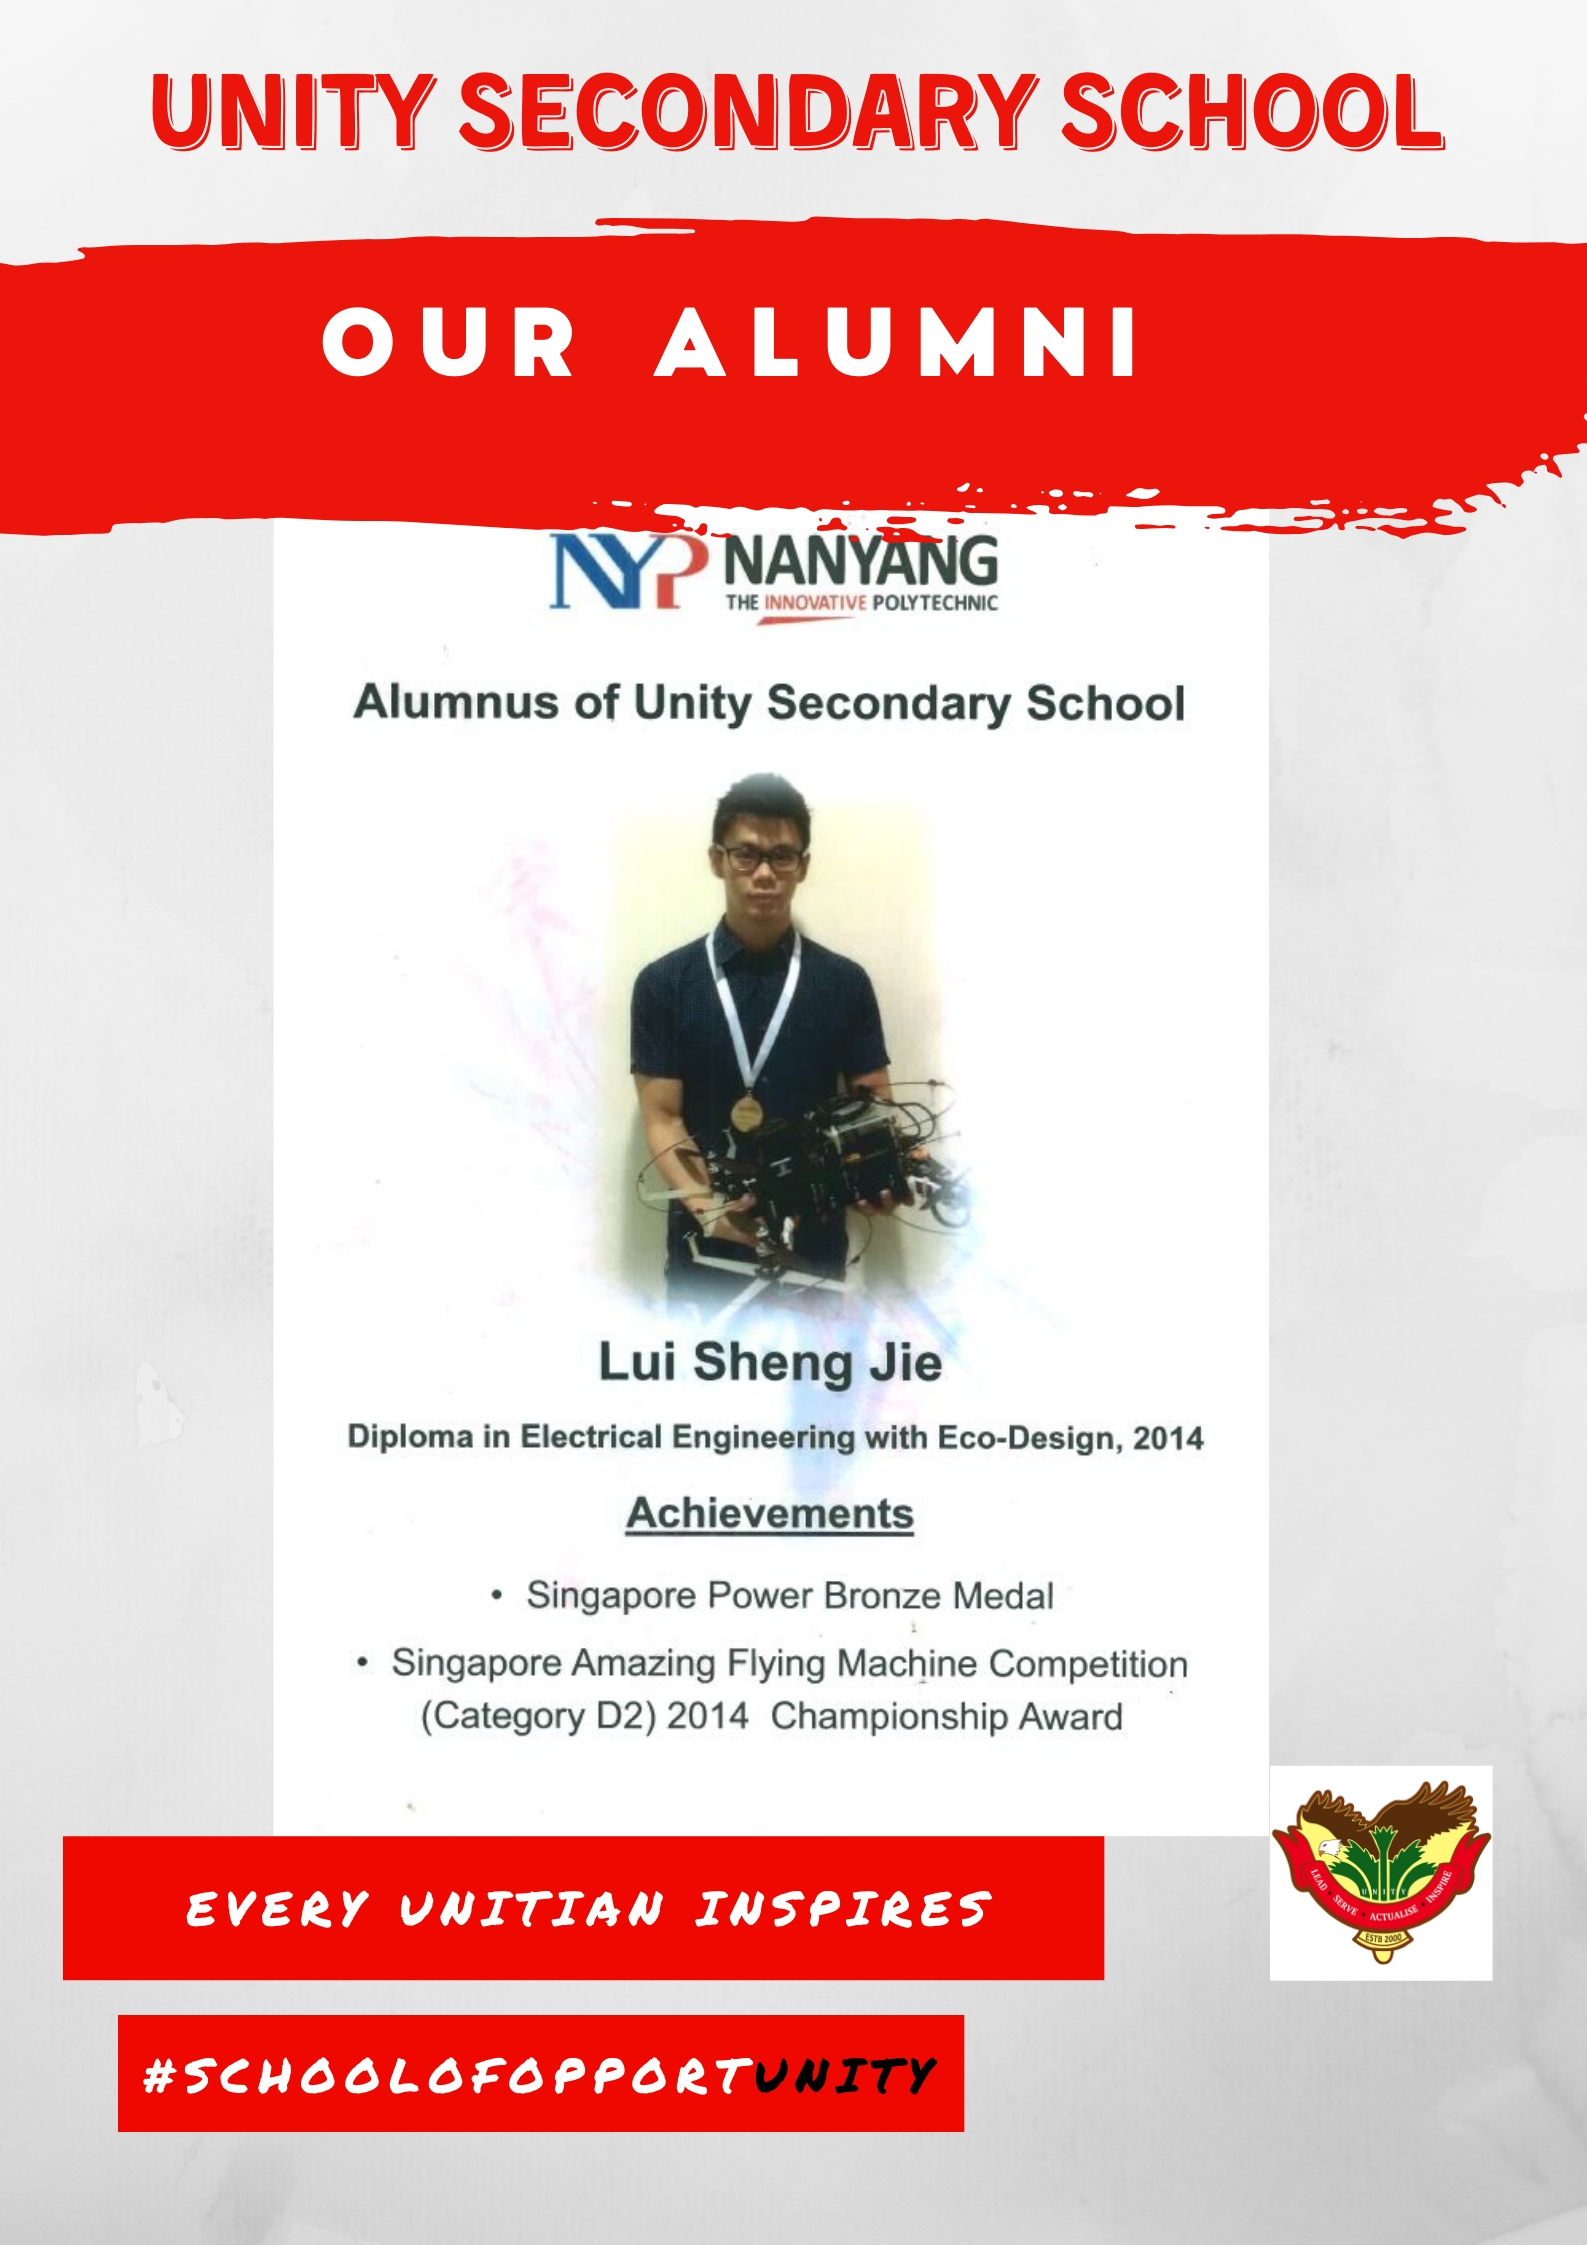 UNITY SECONDARY SCHOOL
OUR ALUMNI
NYP NANYANG
THE INNOVATIVE POLYTECHNIC
Alumnus of Unity Secondary School
Lui Sheng Jie
Diploma in Electrical Engineering with Eco-Design, 2014
Achievements
• Singapore Power Bronze Medal
• Singapore Amazing Flying Machine Competition
(Category D2) 2014 Championship Award
EVERY UNITIAN INSPIRES
UNITY
LEAD • SERVE • ACTUALISE • INSPIRE
ESTB 2000
#SCHOOLOFOPPORTUNITY